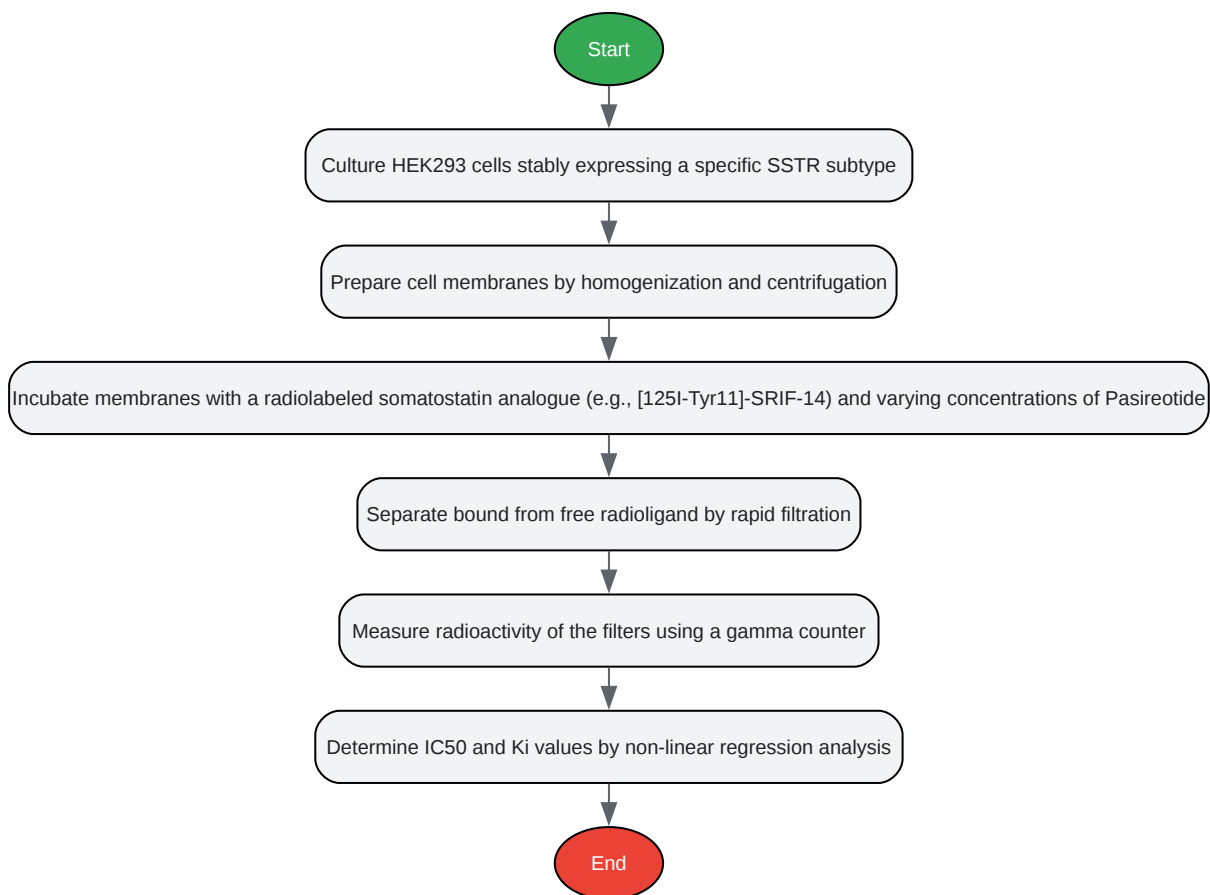 Start
Culture HEK293 cells stably expressing a specific SSTR subtype
Prepare cell membranes by homogenization and centrifugation
Incubate membranes with a radiolabeled somatostatin analogue (e.g., [125I-Tyr11]-SRIF-14) and varying concentrations of Pasireotide
Separate bound from free radioligand by rapid filtration
Measure radioactivity of the filters using a gamma counter
Determine IC50 and Ki values by non-linear regression analysis
End